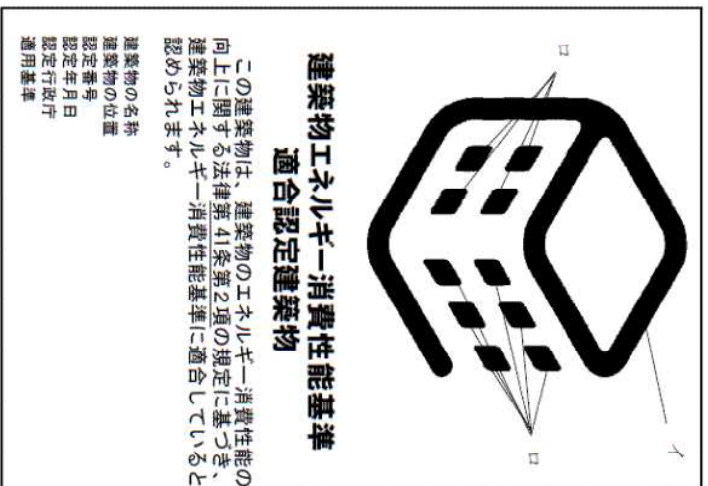 イ
ロ
ロ
建築物エネルギー消費性能基準
適合認定建築物
この建築物は、建築物のエネルギー消費性能の
向上に関する法律第41条第2項の規定に基づき、
建築物エネルギー消費性能基準に適合していると
認められます。
建築物の名称
建築物の位置
認定番号
認定年月日
認定行政庁
適用基準